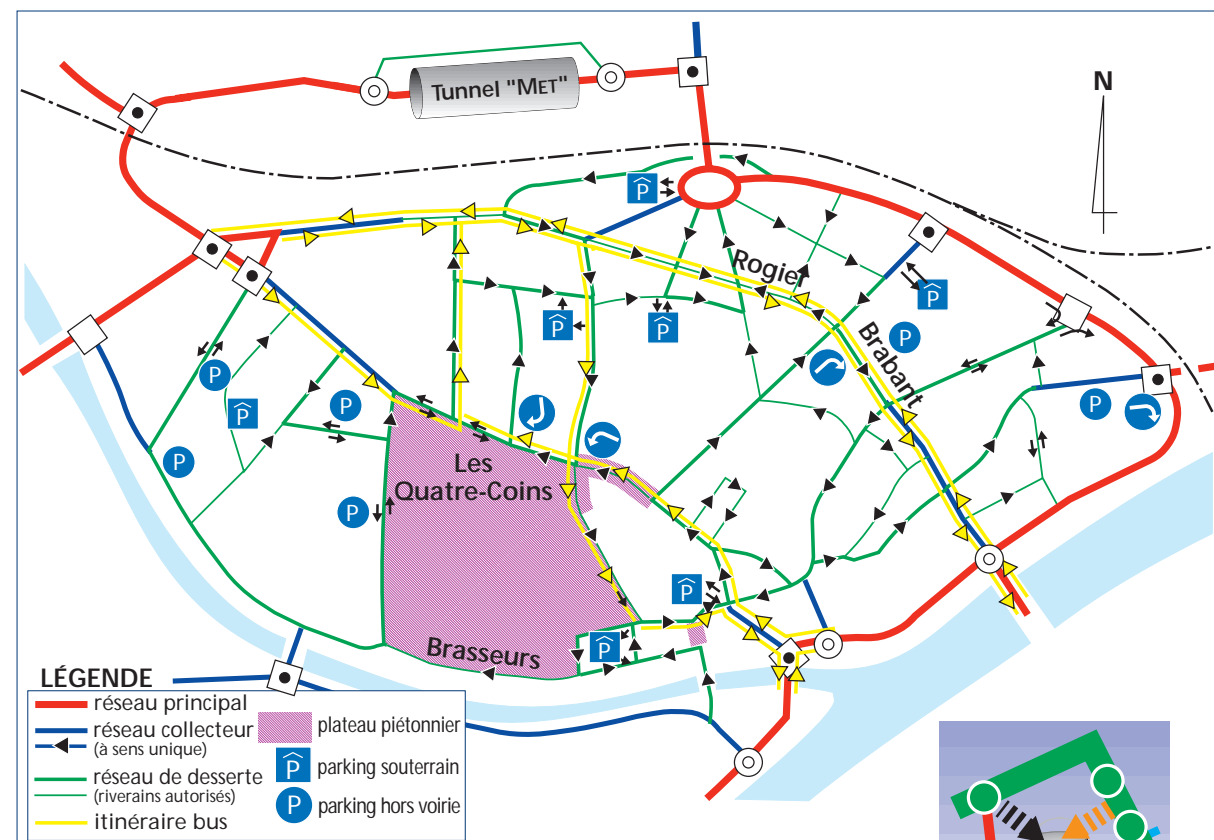 Tunnel "MET"
N
P
Rogier
P
P
P
Brabant
P
P
P
P
P
P
P
Les
Quatre-Coins
P
P
P
Brasseurs
LÉGENDE
réseau principal
réseau collecteur
(à sens unique)
réseau de desserte
(riverains autorisés)
itinéraire bus
plateau piétonnier
P parking souterrain
P parking hors voirie